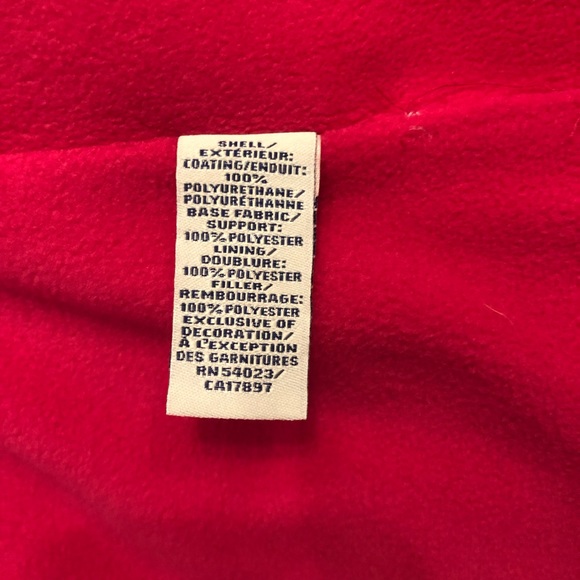 SHELL/
EXTÉRIEUR:
COATING/ENDUIT:
100%
POLYURETHANE/
POLYURÉTHANNE
BASE FABRIC/
SUPPORT:
100% POLYESTER
LINING/
DOUBLURE:
100% POLYESTER
FILLER/
REMBOURRAGE:
100% POLYESTER
EXCLUSIVE OF
DECORATION/
À L'EXCEPTION
DES GARNITURES
RN 54023/
CA17897